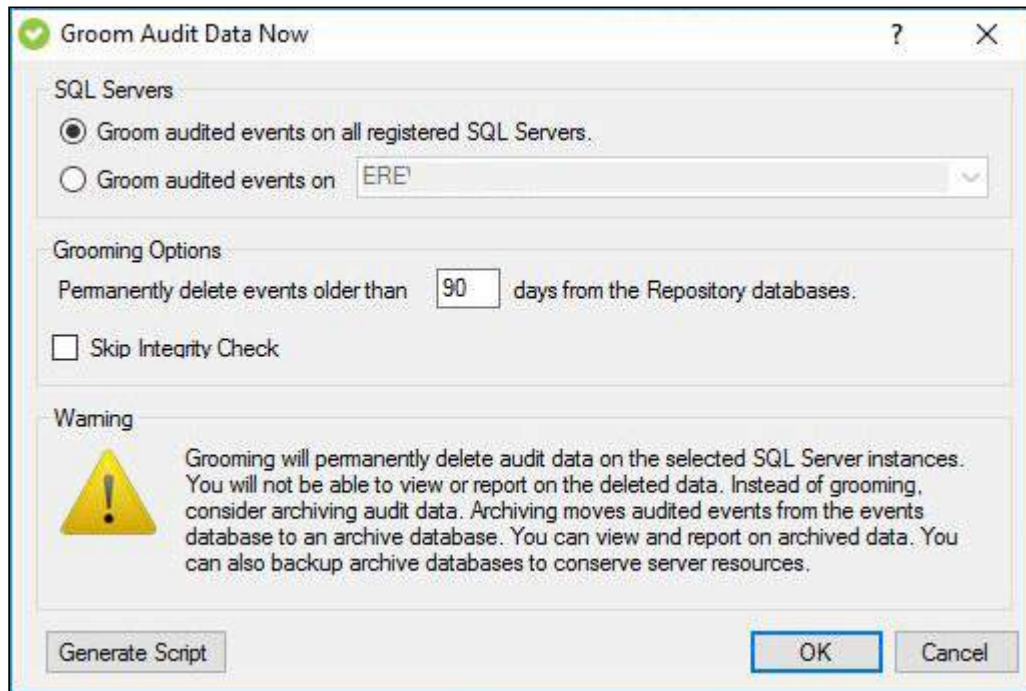 Groom Audit Data Now
?
SQL Servers
Groom audited events on all registered SQL Servers.
Groom audited events on
Grooming Options
Permanently delete events older than 90 days from the Repository databases.
Skip Integrity Check
Warning
Grooming will permanently delete audit data on the selected SQL Server instances.
You will not be able to view or report on the deleted data. Instead of grooming,
consider archiving audit data. Archiving moves audited events from the events
database to an archive database. You can view and report on archived data. You
can also backup archive databases to conserve server resources.
Generate Script
OK
Cancel